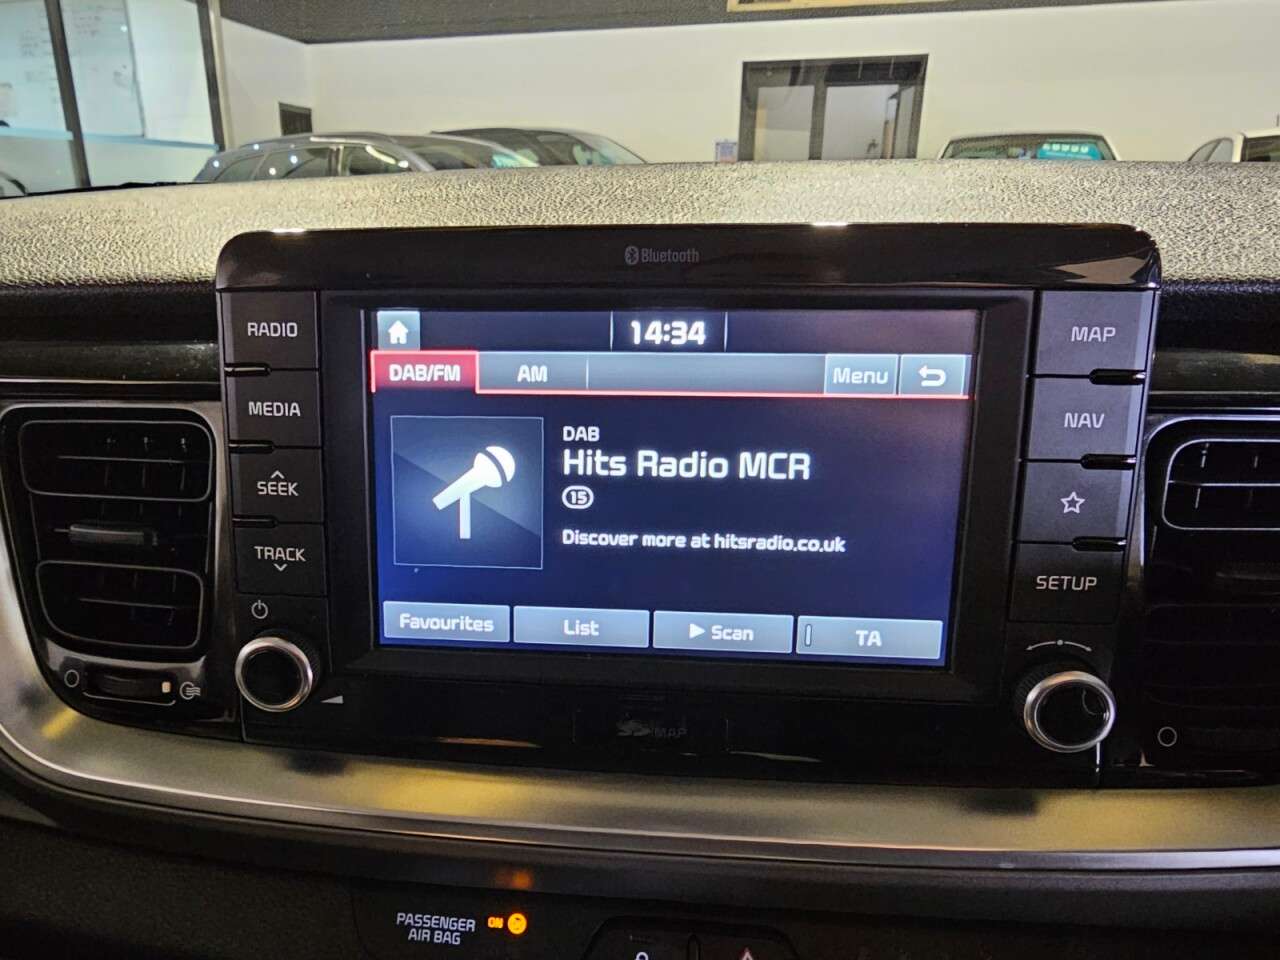 Bluetooth
RADIO
MEDIA
SEEK
TRACK
14:34
DAB/FM
AM
Menu
DAB
Hits Radio MCR
15
Discover more at hitsradio.co.uk
Favourites
List
Scan
TA
MAP
NAV
SETUP
MAP
PASSENGER
AIR BAG
ON